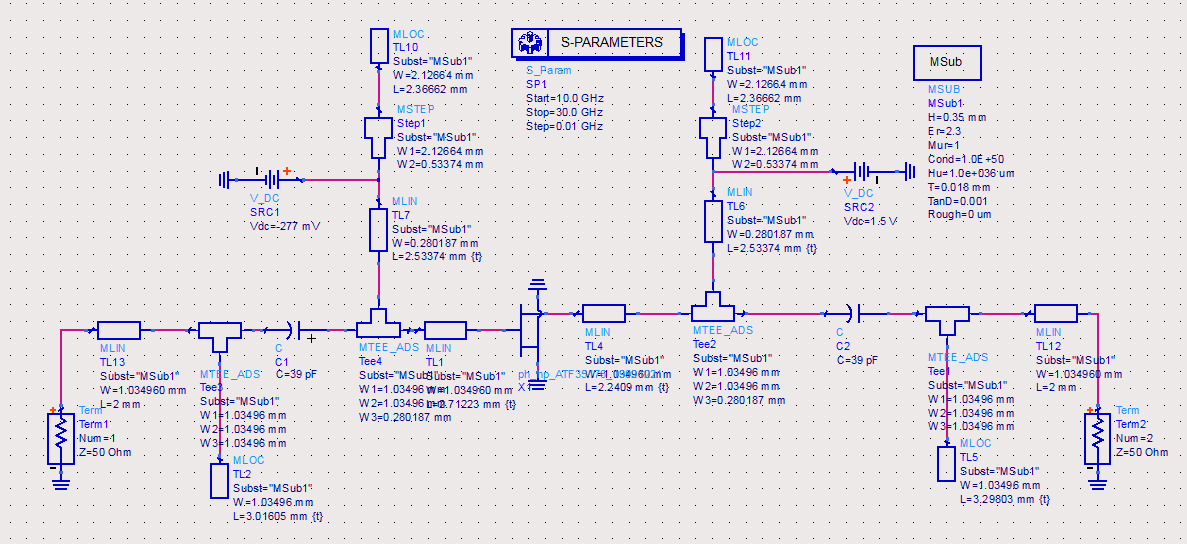 MLOC
TL10
Subst="MSub1"
W=2.12664 mm
L=2.36662 mm
MSTEP
Step1
Subst="MSub1"
W1=2.12664 mm
W2=0.53374 mm
V_DC
SRC1
Vdc=-277 mV
MLIN
TL7
Subst="MSub1"
W=0.280187 mm
L=2.53374 mm {t}
S-PARAMETERS
S_Param
SP1
Start=10.0 GHz
Stop=30.0 GHz
Step=0.01 GHz
MLOC
TL11
Subst="MSub1"
W=2.12664 mm
L=2.36662 mm
MSTEP
Step2
Subst="MSub1"
W1=2.12664 mm
W2=0.53374 mm
V_DC
SRC2
Vdc=1.5 V
MLIN
TL6
Subst="MSub1"
W=0.280187 mm
L=2.53374 mm {t}
MSub
MSUB
MSub1
H=0.35 mm
Er=2.3
Mur=1
Cond=1.0E+50
Hu=1.0e+036 um
T=0.018 mm
TanD=0.001
Rough=0 um
MLIN
TL13
Subst="MSub1"
W=1.034960 mm
L=2 mm
Term
Term1
Num=1
Z=50 Ohm
MTEE_ADS
Tee3
Subst="MSub1"
W1=1.03496 mm
W2=1.03496 mm
W3=1.03496 mm
MLOC
TL2
Subst="MSub1"
W=1.03496 mm
L=3.01605 mm {t}
C
C1
C=39 pF
MTEE_ADS
Tee4
Subst="MSub1"
W1=1.03496 mm
W2=1.03496 mm
W3=0.280187 mm
MLIN
TL1
Subst="MSub1"
W=1.034960 mm
L=0.71223 mm {t}
MLIN
TL4
Subst="MSub1"
W=1.034960 mm
L=2.2409 mm {t}
MTEE_ADS
Tee2
Subst="MSub1"
W1=1.03496 mm
W2=1.03496 mm
W3=0.280187 mm
C
C2
C=39 pF
MTEE_ADS
Tee1
Subst="MSub1"
W1=1.03496 mm
W2=1.03496 mm
W3=1.03496 mm
MLOC
TL5
Subst="MSub1"
W=1.03496 mm
L=3.29803 mm {t}
MLIN
TL12
Subst="MSub1"
W=1.034960 mm
L=2 mm
Term
Term2
Num=2
Z=50 Ohm